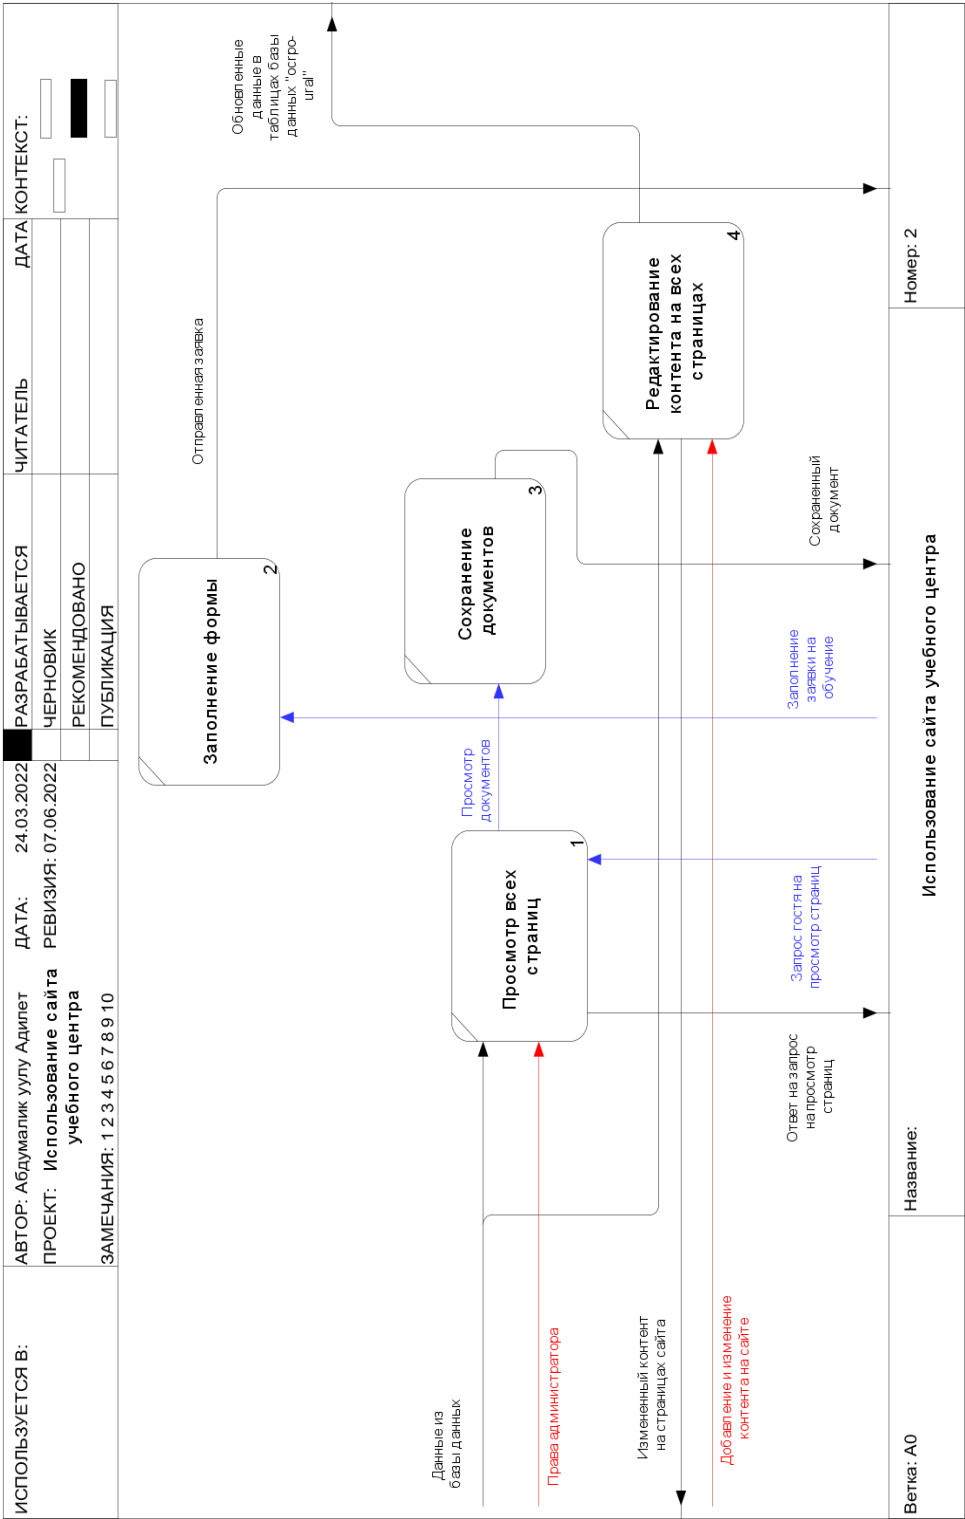 ИСПОЛЬЗУЕТСЯ В:
АВТОР: Абдумалик уулу Адилет
ДАТА: 24.03.2022
РАЗРАБАТЫВАЕТСЯ
ЧИТАТЕЛЬ
ДАТА
КОНТЕКСТ:
ПРОЕКТ: Использование сайта
учебного центра
РЕВИЗИЯ: 07.06.2022
ЧЕРНОВИК
РЕКОМЕНДОВАНО
ЗАМЕЧАНИЯ: 1 2 3 4 5 6 7 8 9 10
ПУБЛИКАЦИЯ
Отправленная заявка
Обновленные
данные в
таблицах базы
данных "ocrpo-
ural"
Заполнение формы
2
Данные из
базы данных
Просмотр
документов
Сохранение
документов
3
Просмотр всех
страниц
1
Права администратора
Редактирование
контента на всех
страницах
4
Измененный контент
на страницах сайта
Добавление и изменение
контента на сайте
Ответ на запрос
на просмотр
страниц
Запрос гостя на
просмотр страниц
Заполнение
заявки на
обучение
Сохраненный
документ
Ветка: A0
Название:
Использование сайта учебного центра
Номер: 2